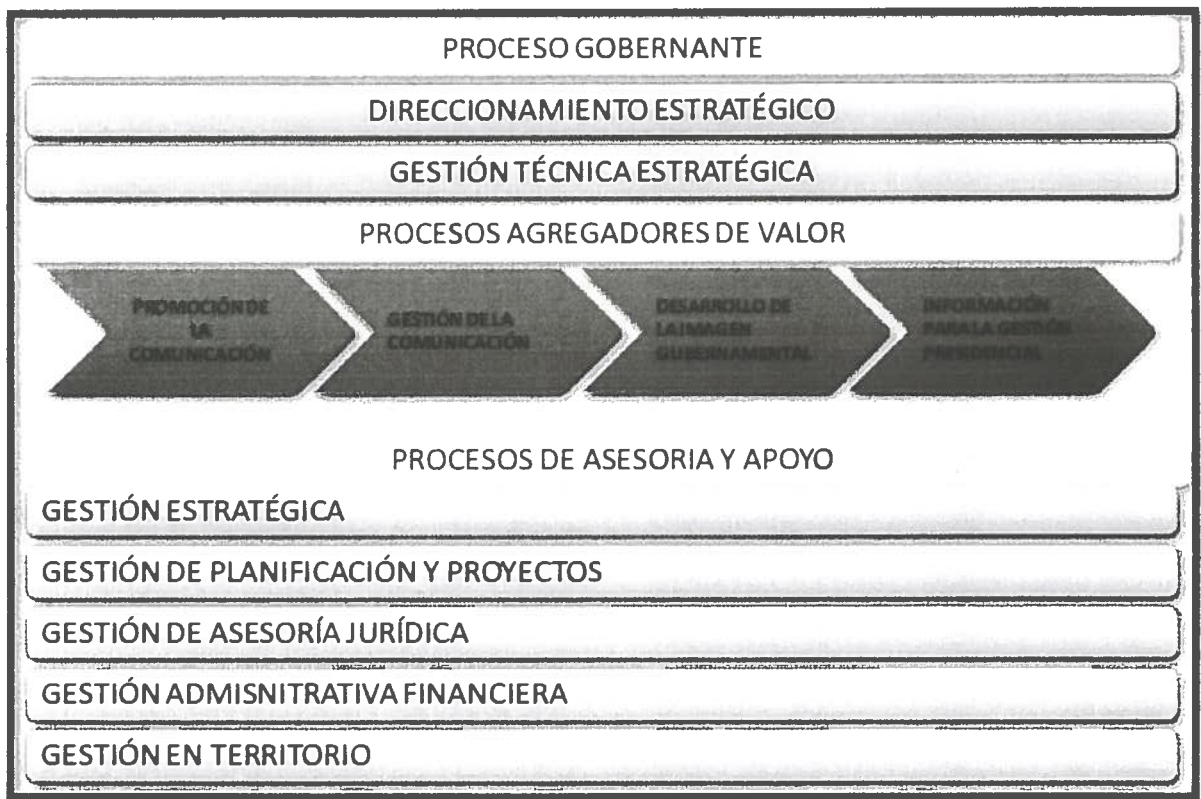 PROCESO GOBERNANTE
DIRECCIONAMIENTO ESTRATÉGICO
GESTIÓN TÉCNICA ESTRATÉGICA
PROCESOS AGREGADORES DE VALOR
PROMOCIÓN DE
LA
COMUNICACIÓN
GESTIÓN DE LA
COMUNICACIÓN
DESARROLLO DE
LA IMAGEN
GUBERNAMENTAL
INFORMACIÓN
PARA LA GESTIÓN
PRESIDENCIAL
PROCESOS DE ASESORIA Y APOYO
GESTIÓN ESTRATÉGICA
GESTIÓN DE PLANIFICACIÓN Y PROYECTOS
GESTIÓN DE ASESORÍA JURÍDICA
GESTIÓN ADMISNITRATIVA FINANCIERA
GESTIÓN EN TERRITORIO